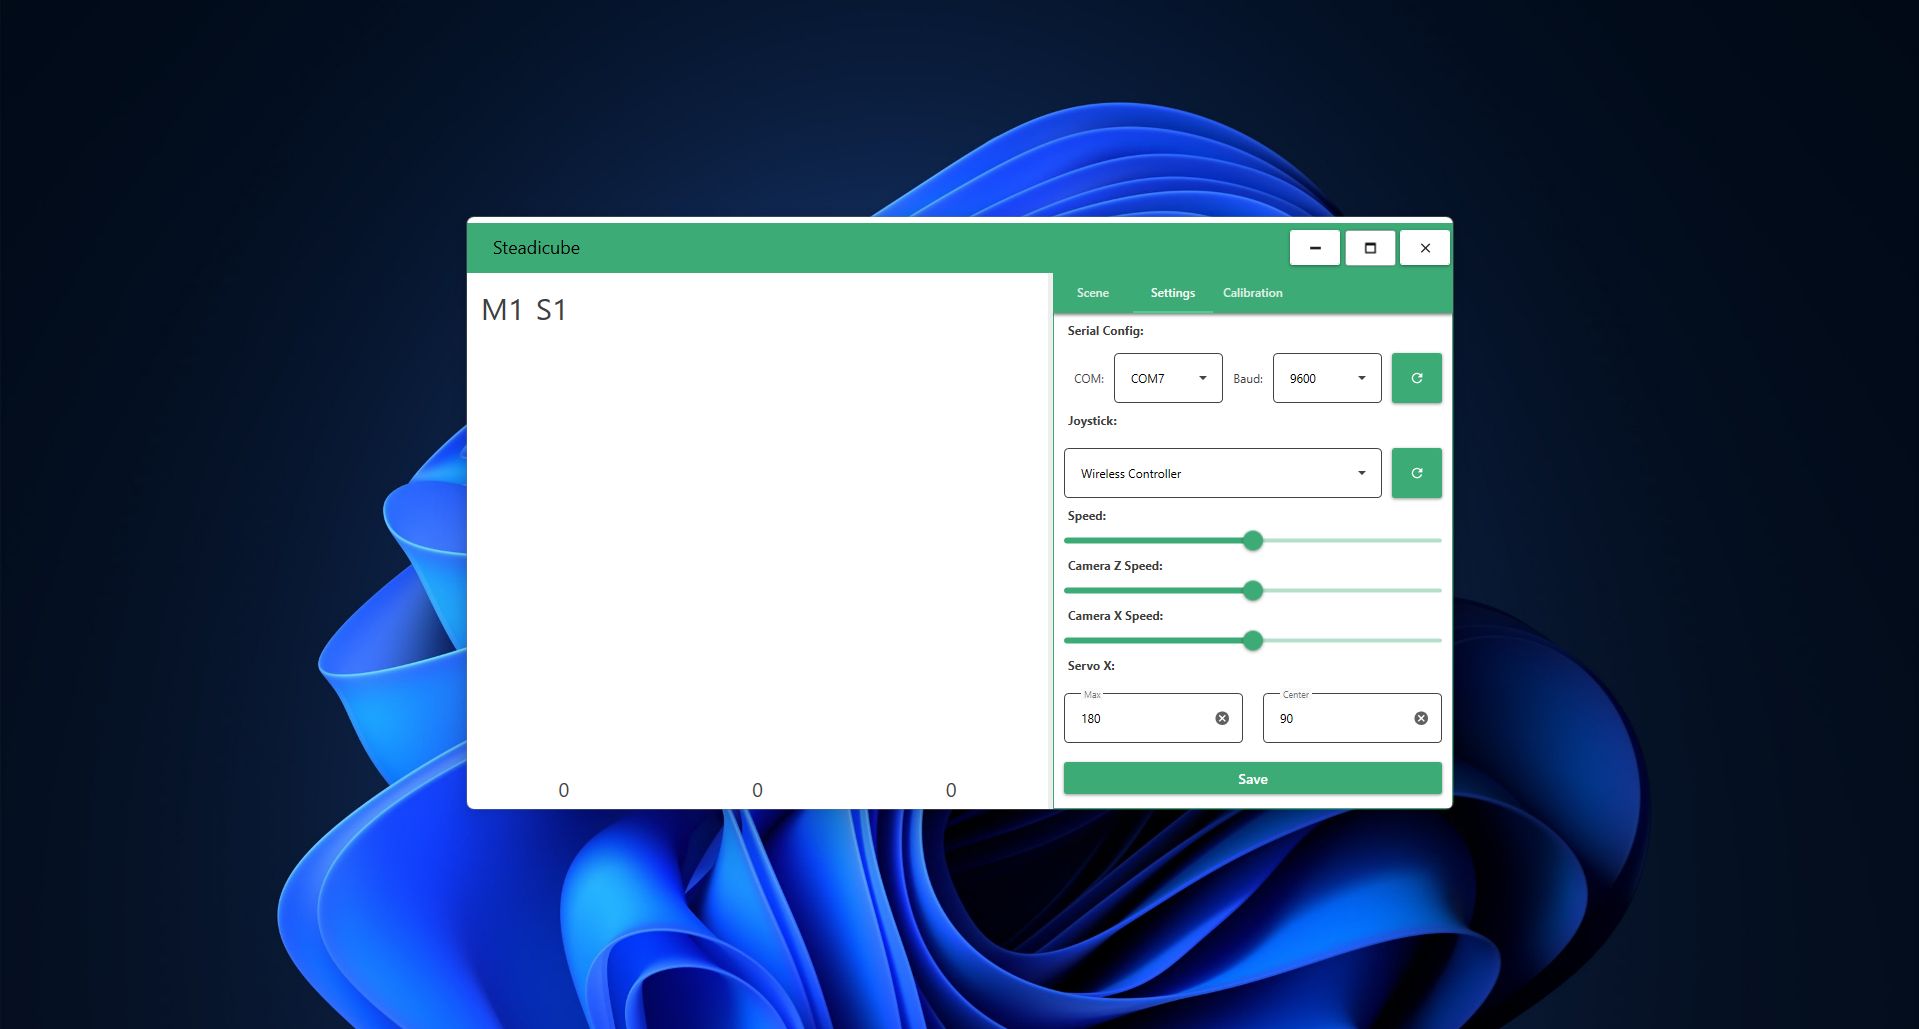 Steadicube
M1 S1
0 0 0
Scene Settings Calibration
Serial Config:
COM: COM7 Baud: 9600
Joystick:
Wireless Controller
Speed:
Camera Z Speed:
Camera X Speed:
Servo X:
Max Center
180 90
Save